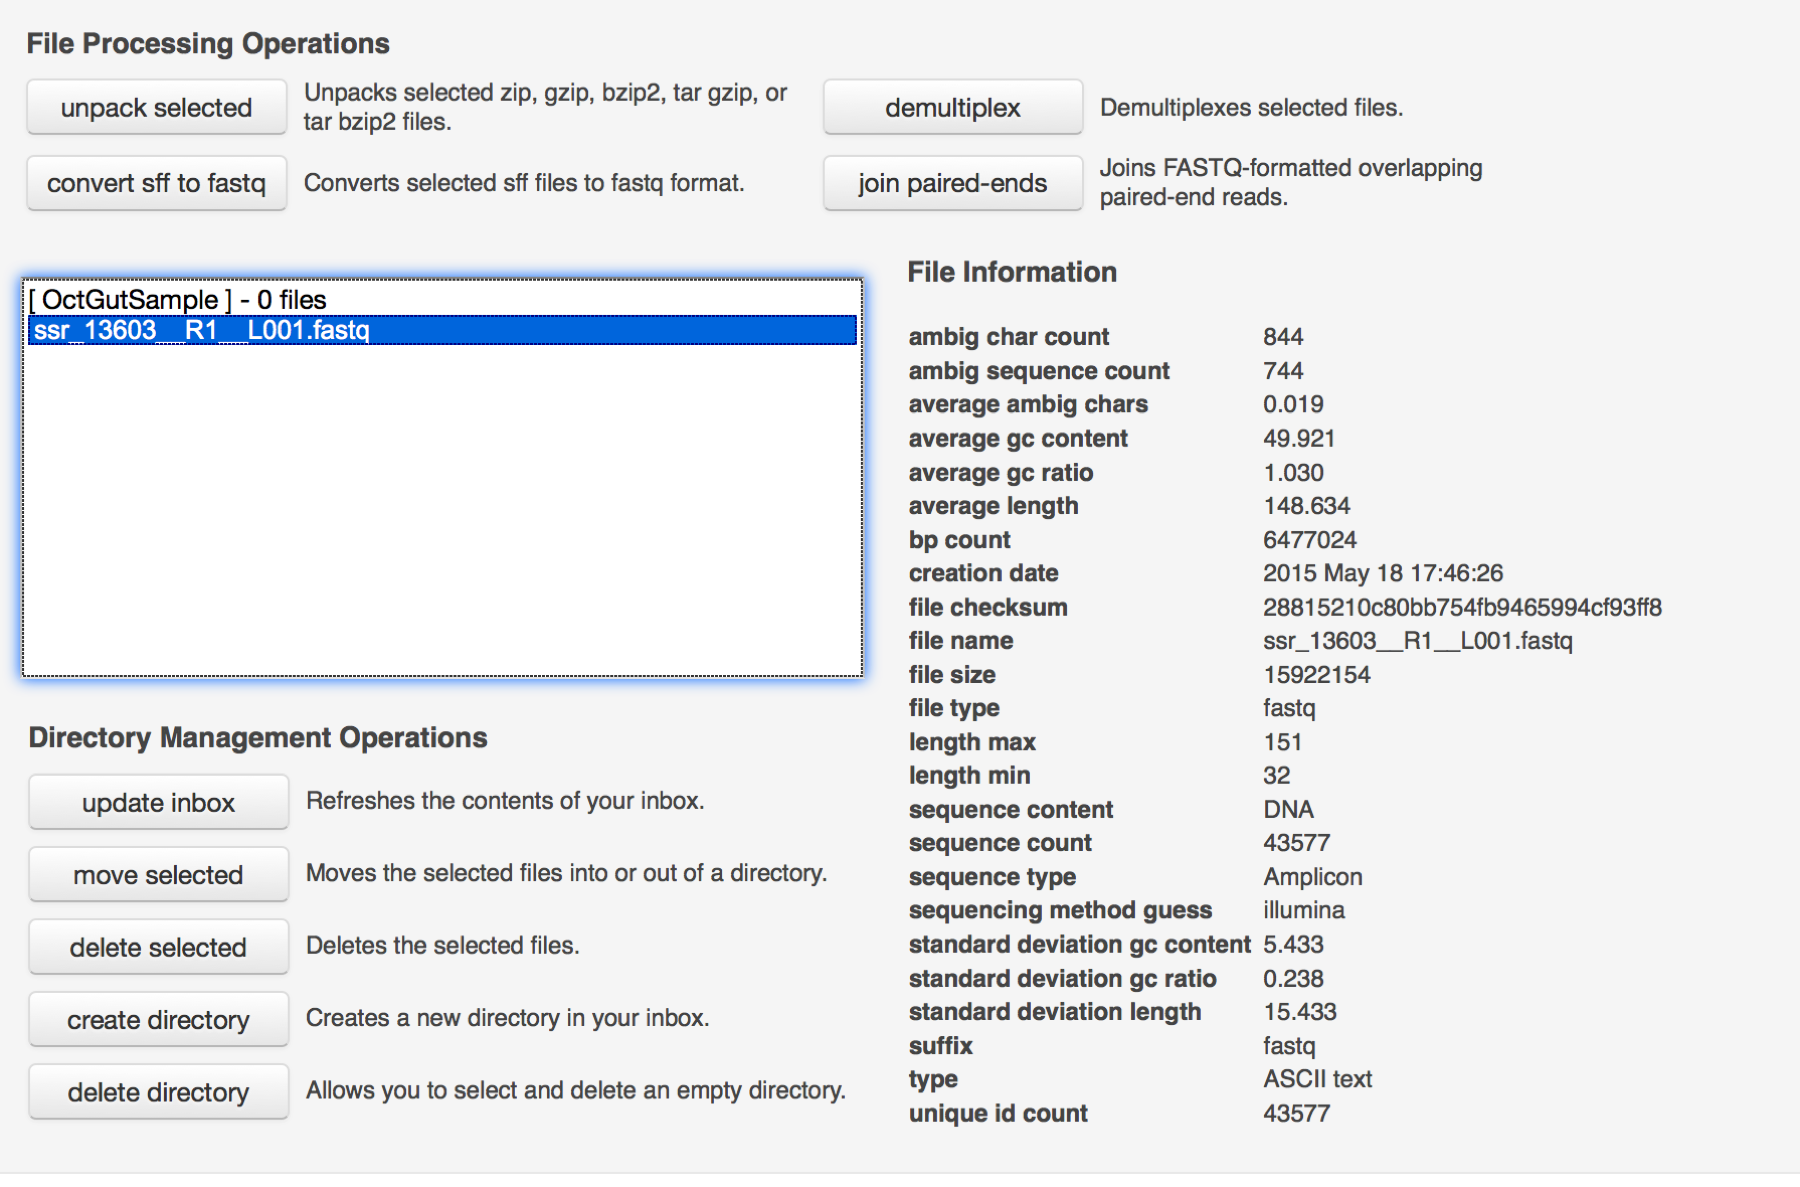 File Processing Operations
unpack selected
Unpacks selected zip, gzip, bzip2, tar gzip, or
tar bzip2 files.
demultiplex
Demultiplexes selected files.
convert sff to fastq
Converts selected sff files to fastq format.
join paired-ends
Joins FASTQ-formatted overlapping
paired-end reads.
[ OctGutSample ] - 0 files
ssr_13603__R1__L001.fastq
Directory Management Operations
update inbox
Refreshes the contents of your inbox.
move selected
Moves the selected files into or out of a directory.
delete selected
Deletes the selected files.
create directory
Creates a new directory in your inbox.
delete directory
Allows you to select and delete an empty directory.
File Information
ambig char count 844
ambig sequence count 744
average ambig chars 0.019
average gc content 49.921
average gc ratio 1.030
average length 148.634
bp count 6477024
creation date 2015 May 18 17:46:26
file checksum 28815210c80bb754fb9465994cf93ff8
file name ssr_13603__R1__L001.fastq
file size 15922154
file type fastq
length max 151
length min 32
sequence content DNA
sequence count 43577
sequence type Amplicon
sequencing method guess illumina
standard deviation gc content 5.433
standard deviation gc ratio 0.238
standard deviation length 15.433
suffix fastq
type ASCII text
unique id count 43577